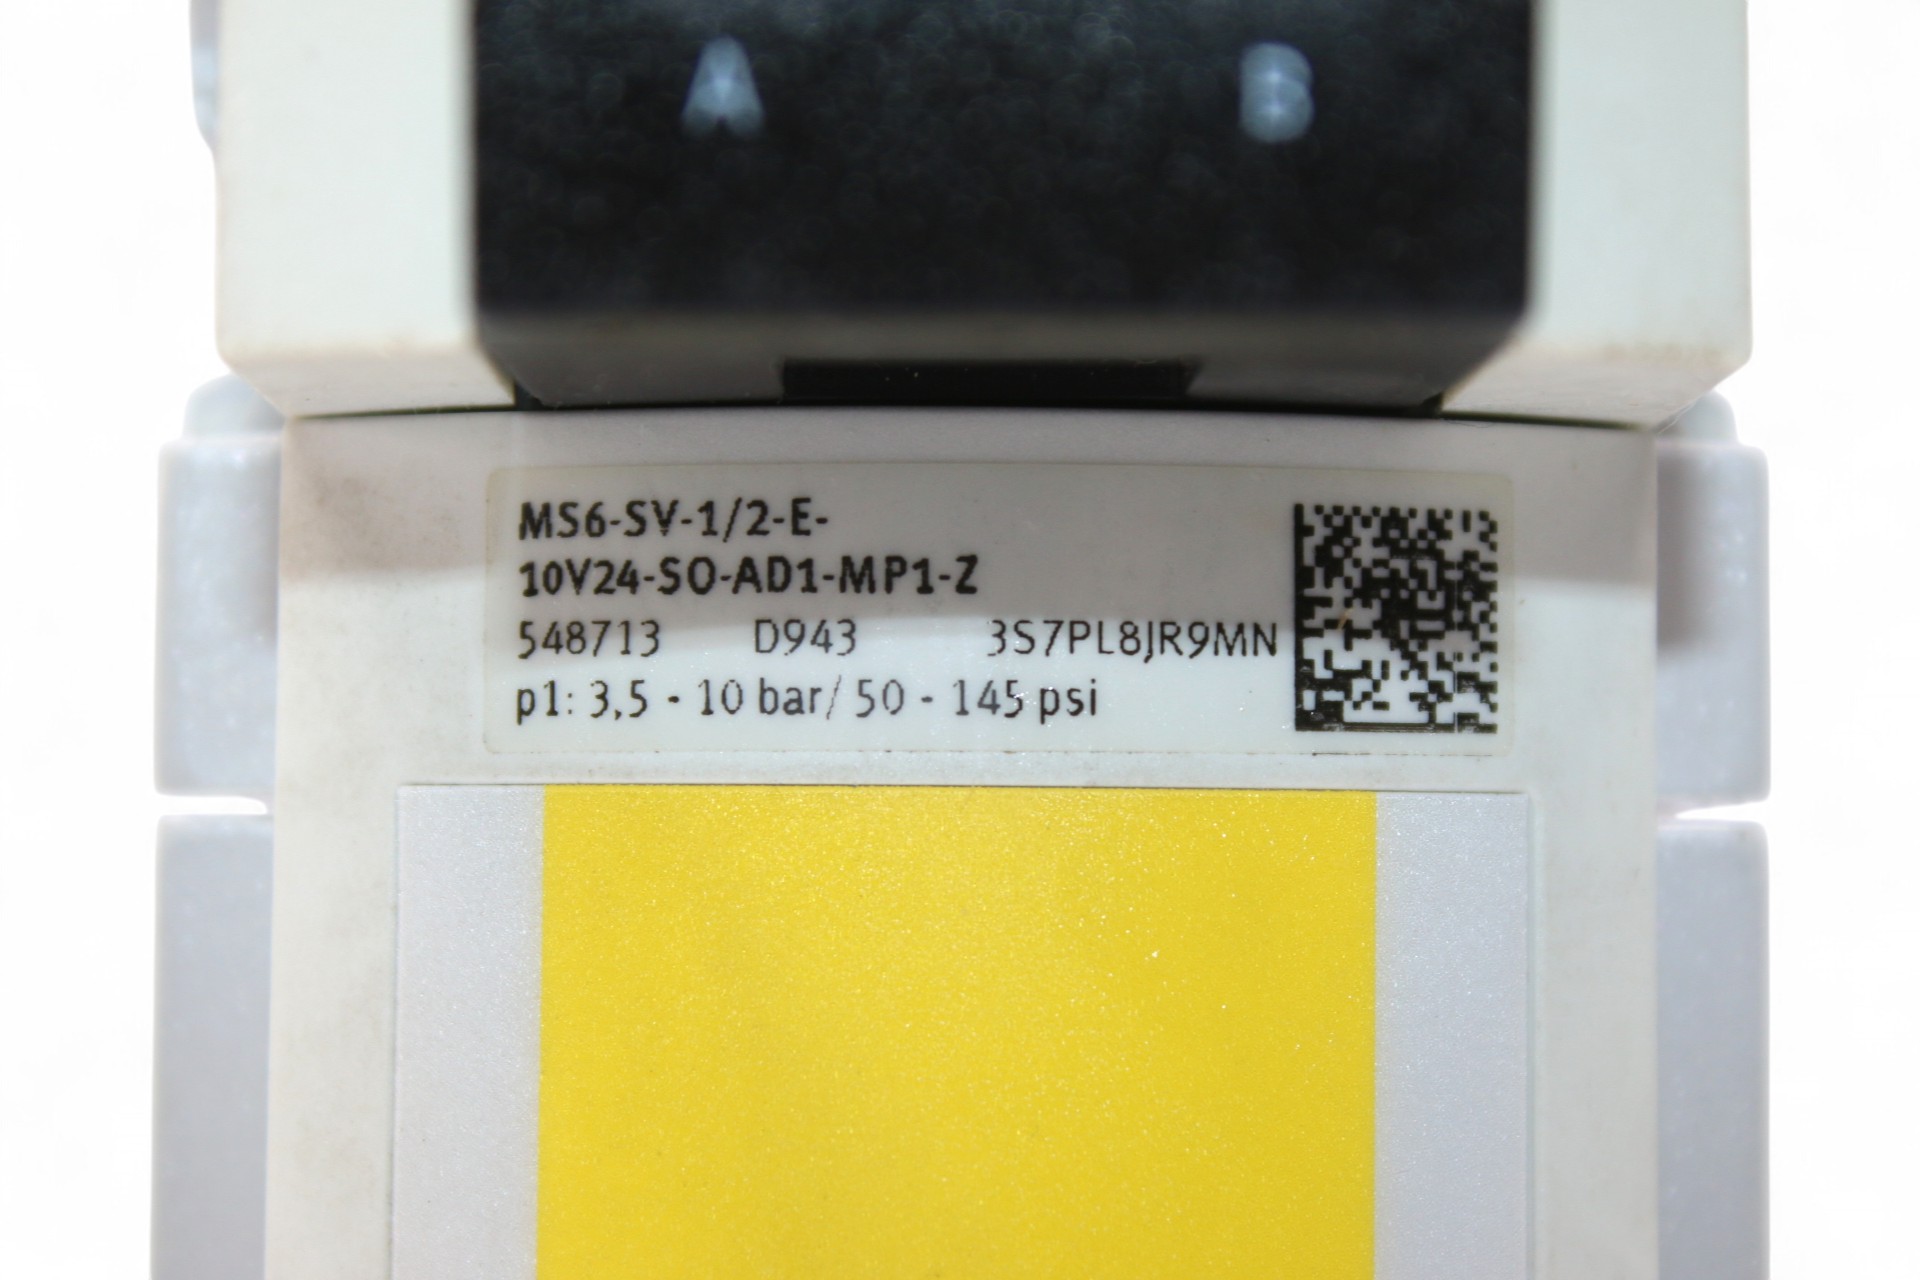 A B
MS6-SV-1/2-E-
10V24-SO-AD1-MP1-Z
548713 D943 3S7PL8JR9MN
p1: 3,5 - 10 bar/ 50 - 145 psi